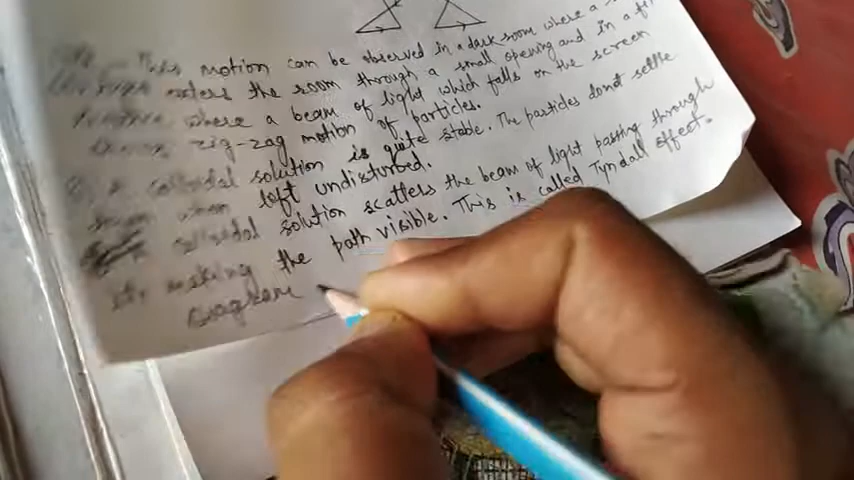 This motion can be observed in a dark room where a
enters the room through a small opening and in a
where a beam of light which falls on the screen
zig-zag motion of particles.
colloidal solution is quite stable. The particles donot settle
when left undisturbed.
colloidal solution scatters the beam of light passing through
it, making the path visible. This is called Tyndall effect.